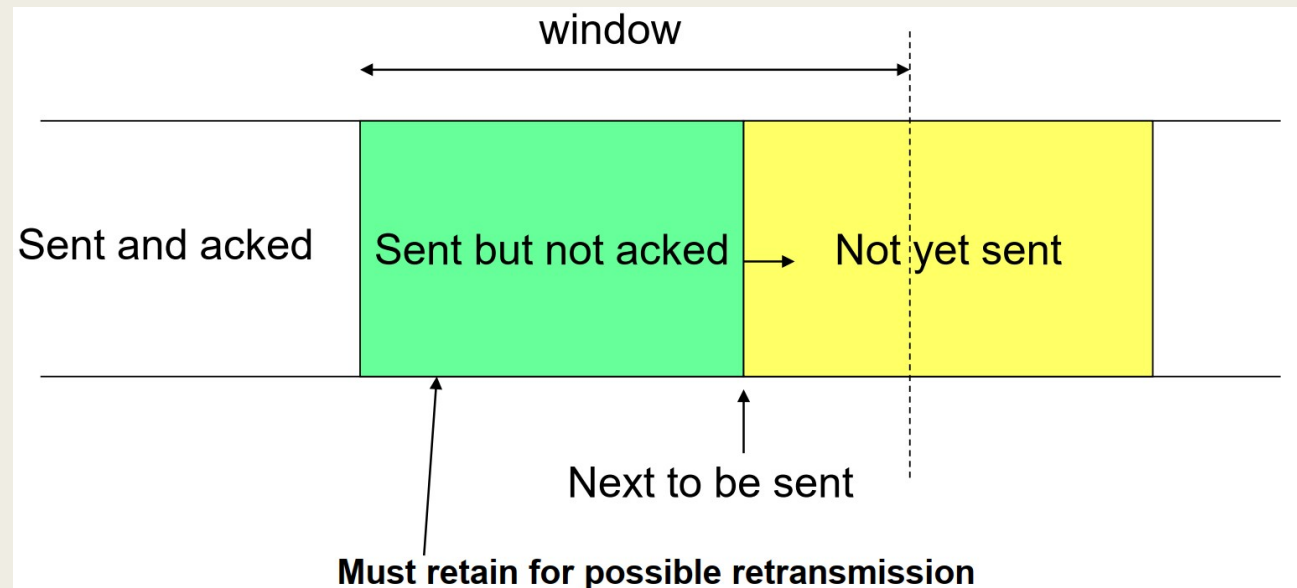 window
Sent and acked
Sent but not acked
Not yet sent
Next to be sent
Must retain for possible retransmission